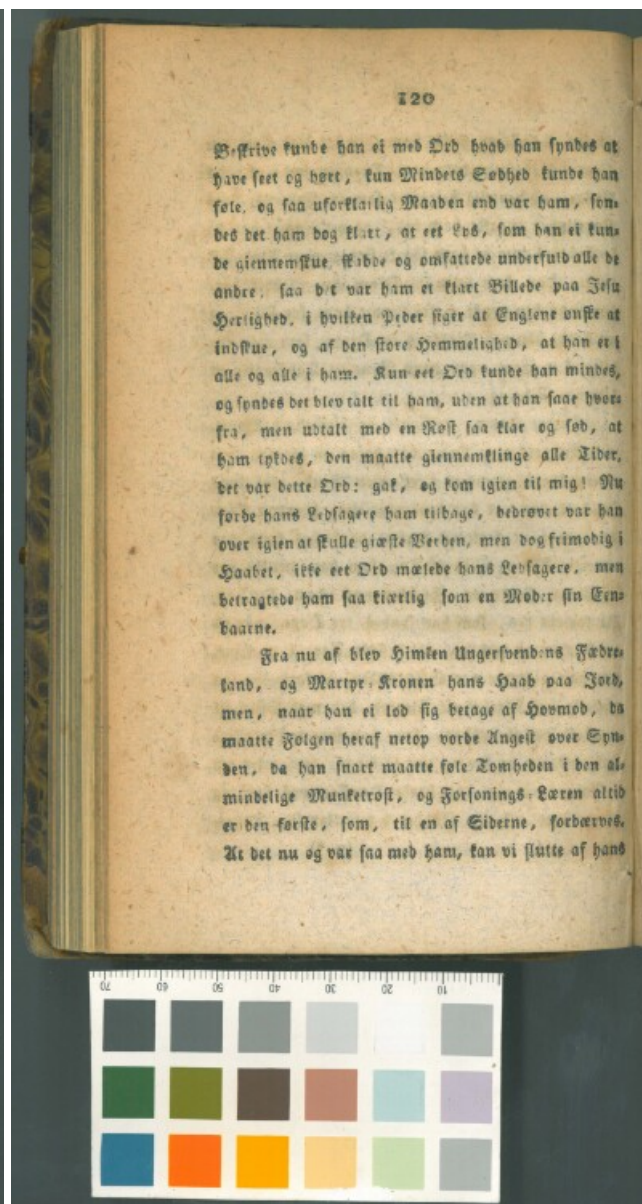 120
Beskrive kunde han ei med Ord hvad han syndes at
have seet og hørt, kun Mindets Sødhed kunde han
føle, og saa uforklarlig Maaden end var ham, syn-
des det ham dog klart, at eet Lys, som han ei kun-
de giennemskue, skabde og omfattede underfuld alle de
andre, saa det var ham et klart Billede paa Jesu
Herlighed, i hvilken Peder siger at Englene ønske at
indskue, og af den store Hemmelighed, at han er i
alle og alle i ham. Kun eet Ord kunde han mindes,
og syndes det blev talt til ham, uden at han saae hvor-
fra, men udtalt med en Røst saa klar og sød, at
ham tyktes, den maatte giennemklinge alle Tider,
det var dette Ord: gak, og kom igien til mig! Nu
førde hans Ledsagere ham tilbage, bedrøvet var han
over igien at skulle giæste Verden, men dog frimodig i
Haabet, ikke eet Ord mælede hans Ledsagere, men
betragtede ham saa kiærlig som en Moder sin Een-
baarne.
Fra nu af blev Himlen Ungersvendens Fædre-
land, og Martyr-Kronen hans Haab paa Jord,
men, naar han ei lod sig betage af Hovmod, da
maatte Følgen heraf netop vorde Angest over Syn-
den, da han snart maatte føle Tomheden i den al-
mindelige Munketrøst, og Forsonings-Læren altid
er den første, som, til en af Siderne, fordærves.
At det nu og var saa med ham, kan vi slutte af hans
70 60 50 40 30 20 10